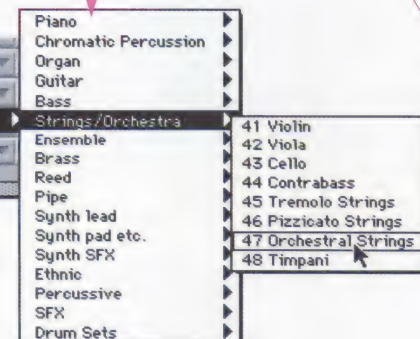 Piano
Chromatic Percussion
Organ
Guitar
Bass
Strings/Orchestra
Ensemble
Brass
Reed
Pipe
Synth lead
Synth pad etc.
Synth SFX
Ethnic
Percussive
SFX
Drum Sets
41 Violin
42 Viola
43 Cello
44 Contrabass
45 Tremolo Strings
46 Pizzicato Strings
47 Orchestral Strings
48 Timpani